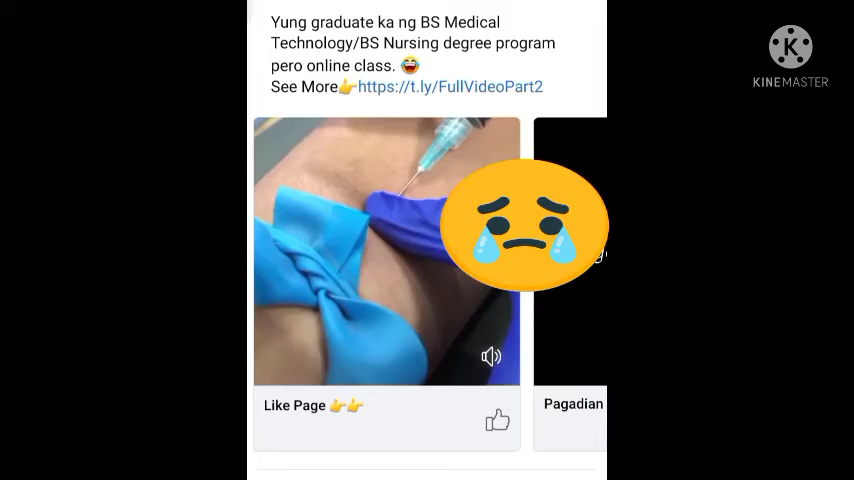 Yung graduate ka ng BS Medical
Technology/BS Nursing degree program
pero online class. 😂
See More👉https://t.ly/FullVideoPart2
K
KINEMASTER
Like Page 👉👉
Pagadian